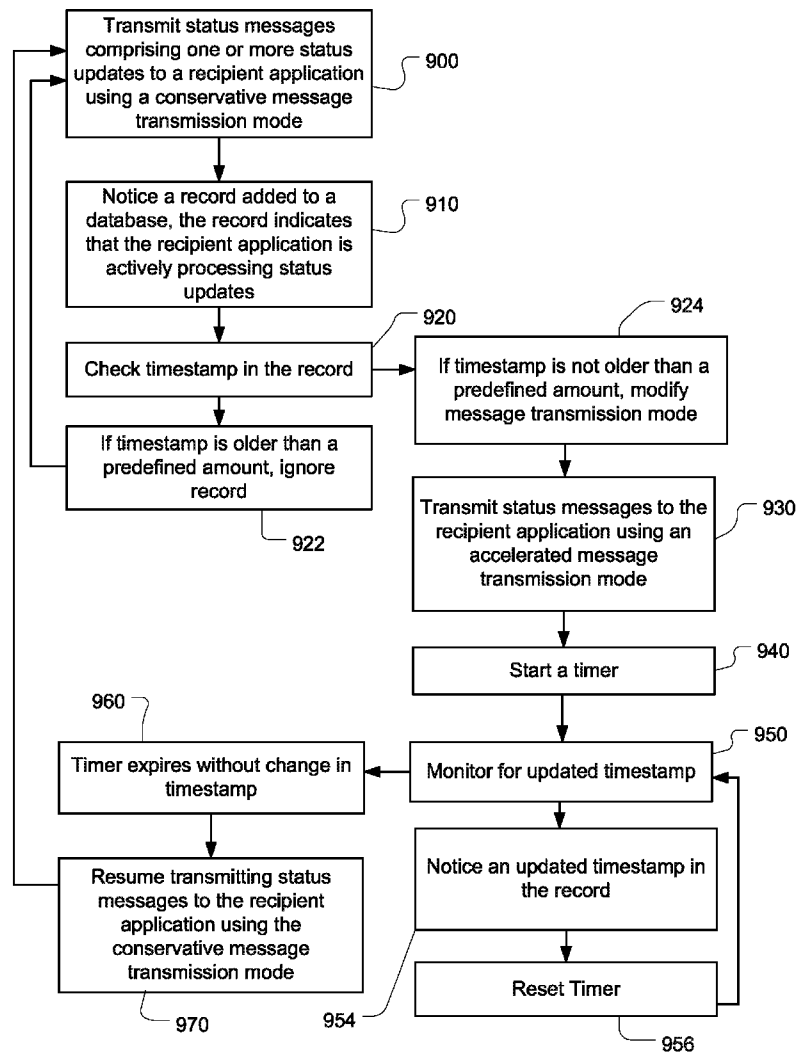 Transmit status messages
comprising one or more status
updates to a recipient application
using a conservative message
transmission mode
900
Notice a record added to a
database, the record indicates
that the recipient application is
actively processing status
updates
910
Check timestamp in the record
920
If timestamp is not older than a
predefined amount, modify
message transmission mode
924
If timestamp is older than a
predefined amount, ignore
record
922
Transmit status messages to the
recipient application using an
accelerated message
transmission mode
930
Start a timer
940
Monitor for updated timestamp
950
Timer expires without change in
timestamp
960
Notice an updated timestamp in
the record
954
Resume transmitting status
messages to the recipient
application using the
conservative message
transmission mode
970
Reset Timer
956